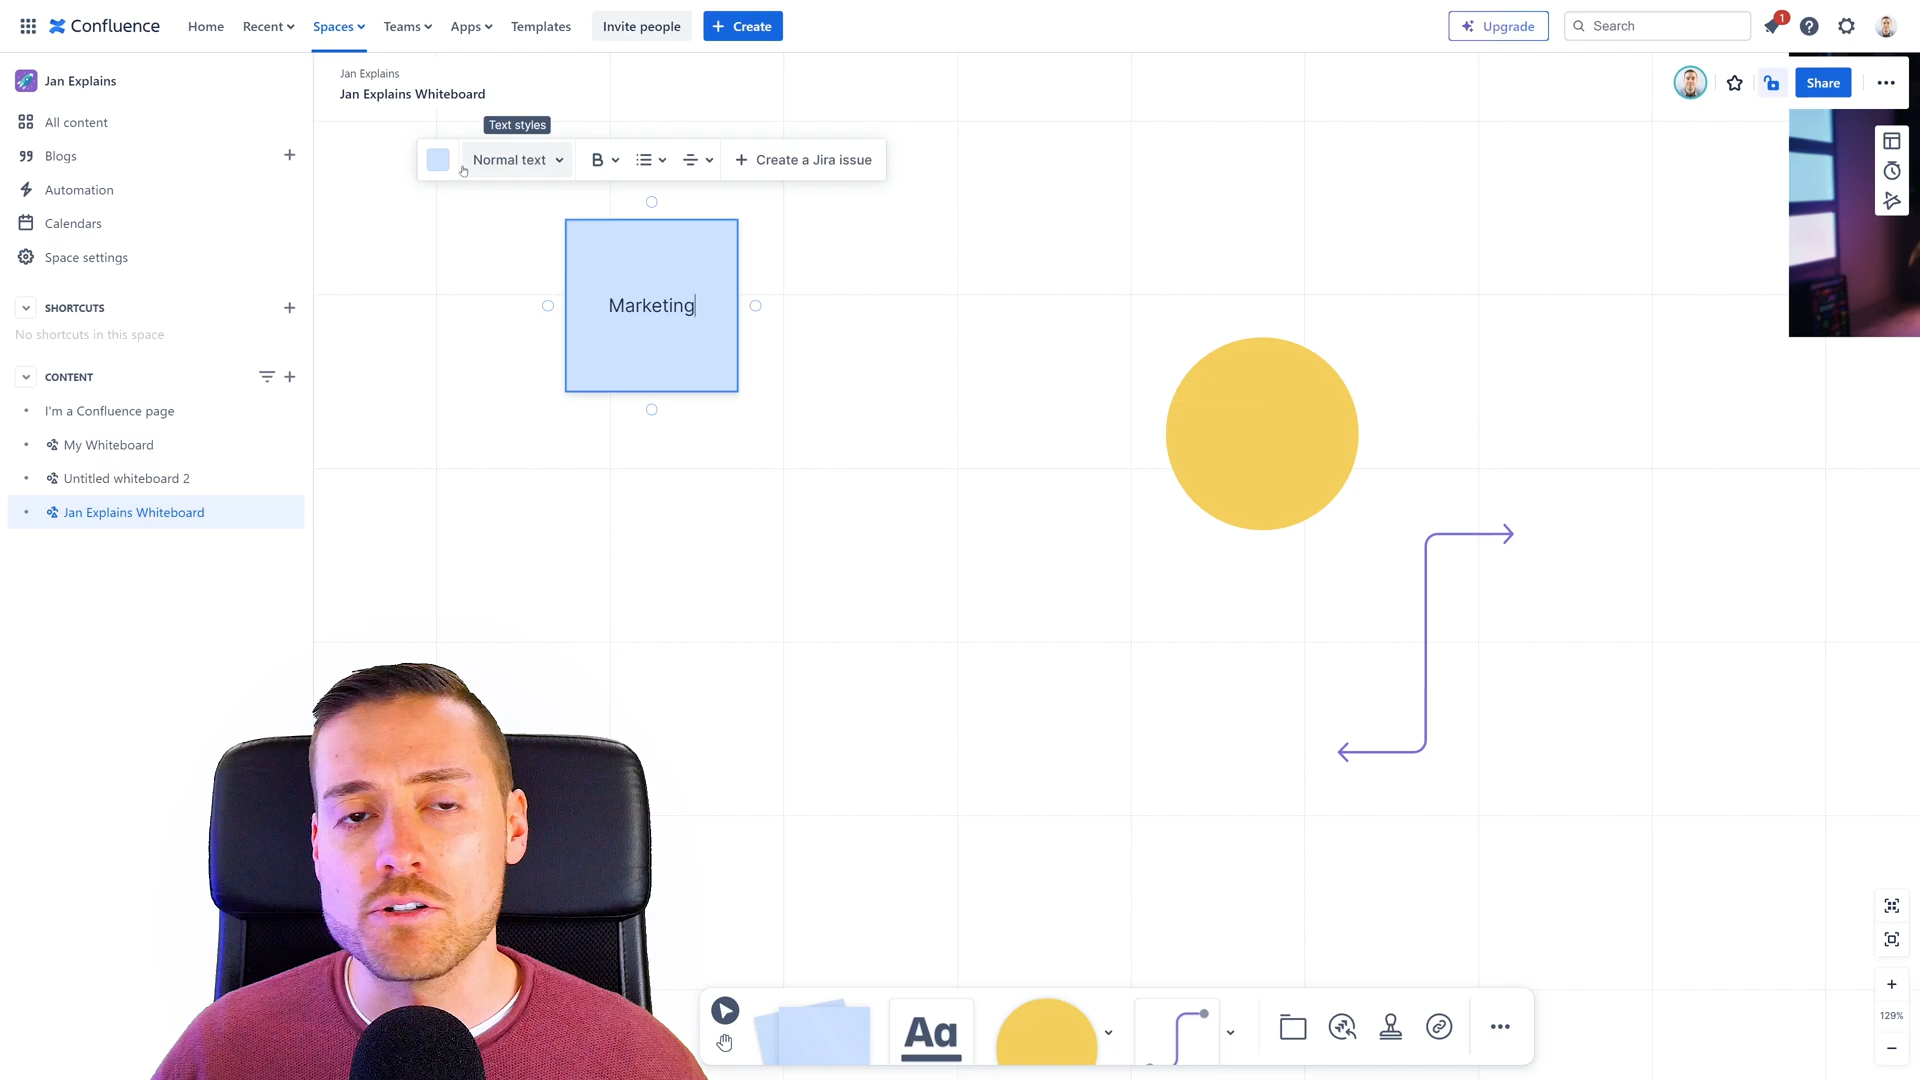 Confluence
Home
Recent
Spaces
Teams
Apps
Templates
Invite people
+ Create
Upgrade
Search
1
Jan Explains
All content
Blogs
Automation
Calendars
Space settings
SHORTCUTS
No shortcuts in this space
CONTENT
I'm a Confluence page
My Whiteboard
Untitled whiteboard 2
Jan Explains Whiteboard
Jan Explains
Jan Explains Whiteboard
Share
Text styles
Normal text
B
+ Create a Jira issue
Marketing
Aa
129%